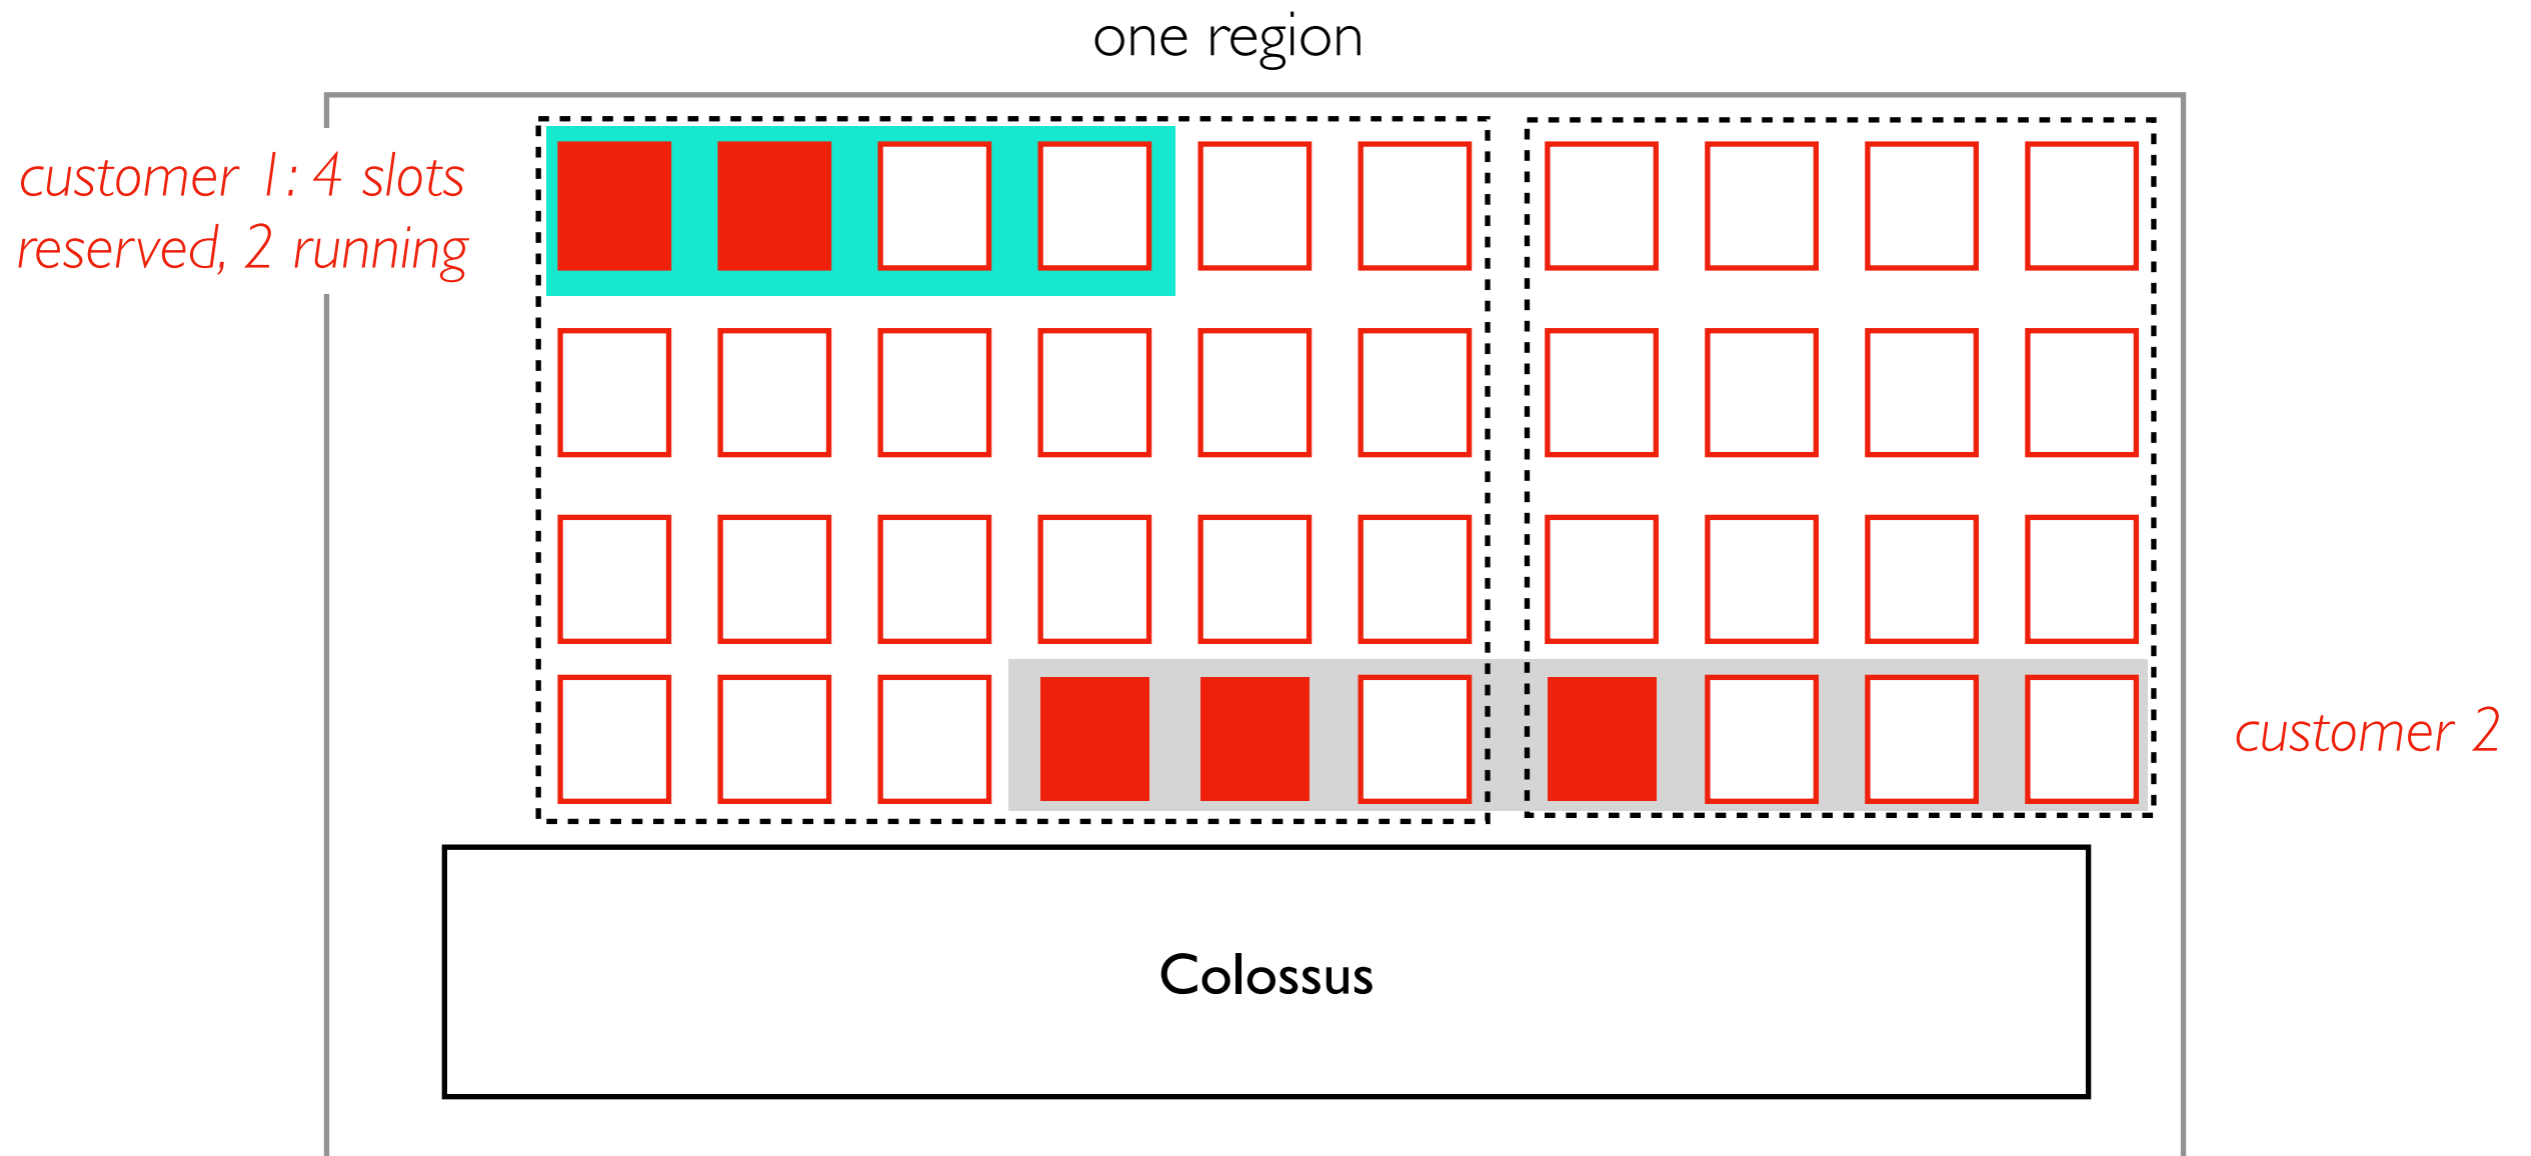 one region
customer 1: 4 slots
reserved, 2 running
customer 2
Colossus